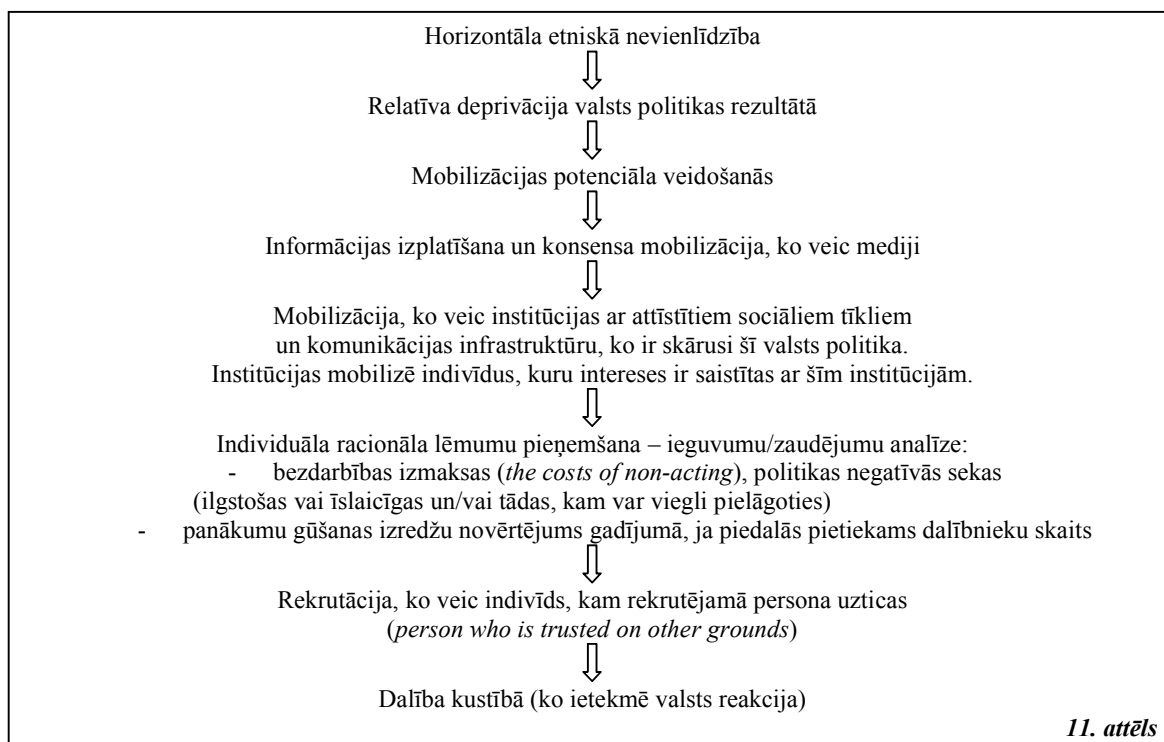 Horizontāla etniskā nevienlīdzība
Relatīva deprivācija valsts politikas rezultātā
Mobilizācijas potenciāla veidošanās
Informācijas izplatīšana un konsensa mobilizācija, ko veic mediji
Mobilizācija, ko veic institūcijas ar attīstītiem sociāliem tīkliem
un komunikācijas infrastruktūru, ko ir skārusi šī valsts politika.
Institūcijas mobilizē indivīdus, kuru intereses ir saistītas ar šīm institūcijām.
Individuāla racionāla lēmumu pieņemšana – ieguvumu/zaudējumu analīze:
- bezdarbības izmaksas (the costs of non-acting), politikas negatīvās sekas
(ilgstošas vai īslaicīgas un/vai tādas, kam var viegli pielāgoties)
- panākumu gūšanas izredžu novērtējums gadījumā, ja piedalās pietiekams dalībnieku skaits
Rekrutācija, ko veic indivīds, kam rekrutējamā persona uzticas
(person who is trusted on other grounds)
Dalība kustībā (ko ietekmē valsts reakcija)
11. attēls